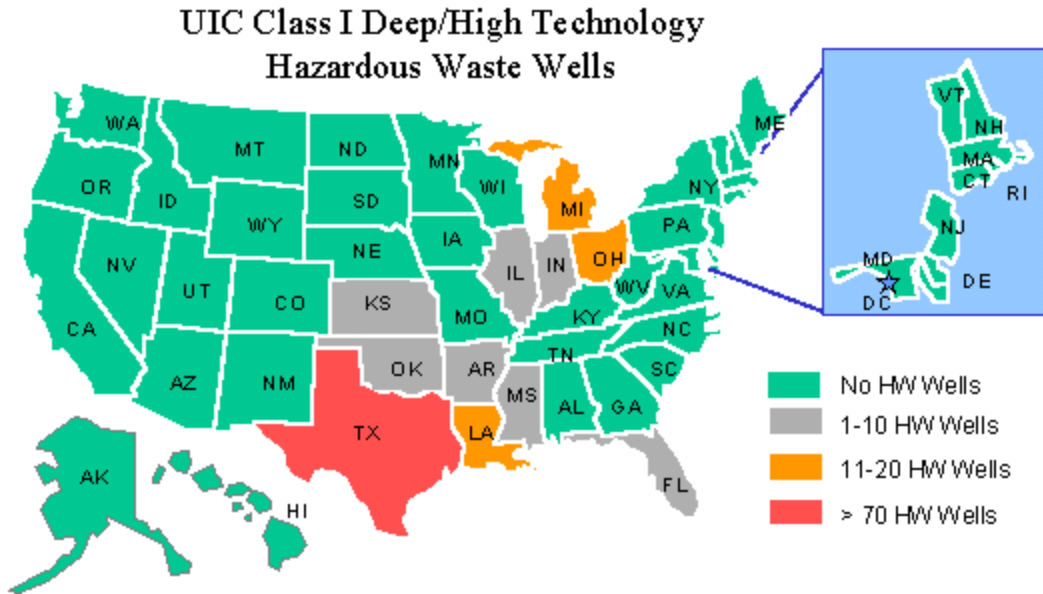 UIC Class I Deep/High Technology
Hazardous Waste Wells
WA
MT
ND
MN
ME
VT
NH
OR
ID
WY
SD
WI
MI
NY
MA
CT
RI
NV
UT
CO
NE
IA
IL
IN
OH
PA
NJ
MD
DE
DC
CA
KS
MO
KY
WV
VA
AZ
NM
OK
AR
TN
NC
SC
TX
LA
MS
AL
GA
FL
AK
HI
No HW Wells
1-10 HW Wells
11-20 HW Wells
> 70 HW Wells